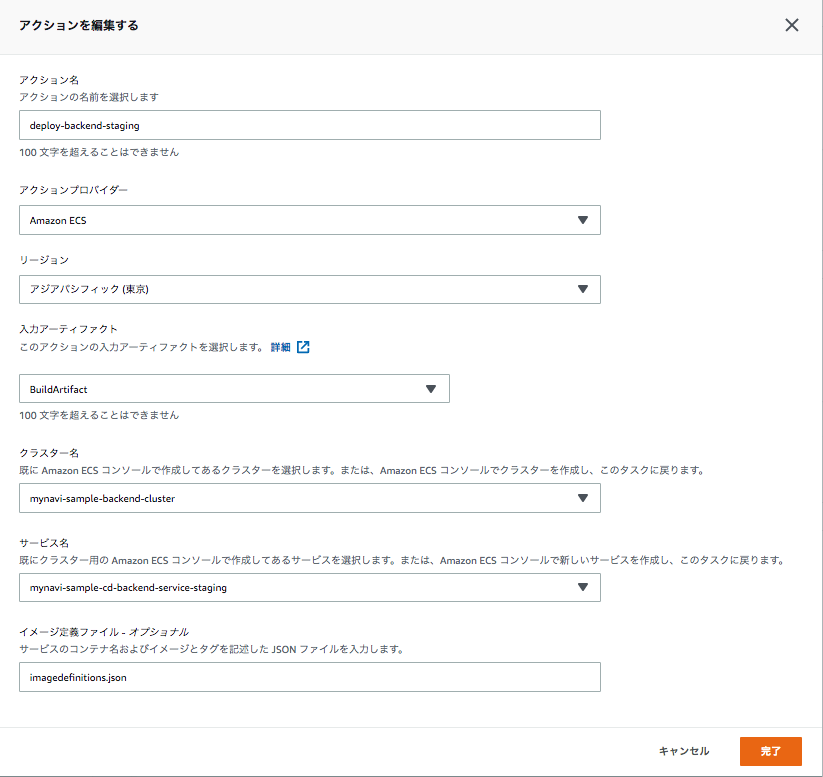 アクションを編集する
アクション名
アクションの名前を選択します
deploy-backend-staging
100 文字を超えることはできません
アクションプロバイダー
Amazon ECS
リージョン
アジアパシフィック (東京)
入力アーティファクト
このアクションの入力アーティファクトを選択します。 詳細
BuildArtifact
100 文字を超えることはできません
クラスター名
既に Amazon ECS コンソールで作成してあるクラスターを選択します。または、Amazon ECS コンソールでクラスターを作成し、このタスクに戻ります。
mynavi-sample-backend-cluster
サービス名
既にクラスター用の Amazon ECS コンソールで作成してあるサービスを選択します。または、Amazon ECS コンソールで新しいサービスを作成し、このタスクに戻ります。
mynavi-sample-cd-backend-service-staging
イメージ定義ファイル - オプショナル
サービスのコンテナ名およびイメージとタグを記述した JSON ファイルを入力します。
imagedefinitions.json
キャンセル 完了